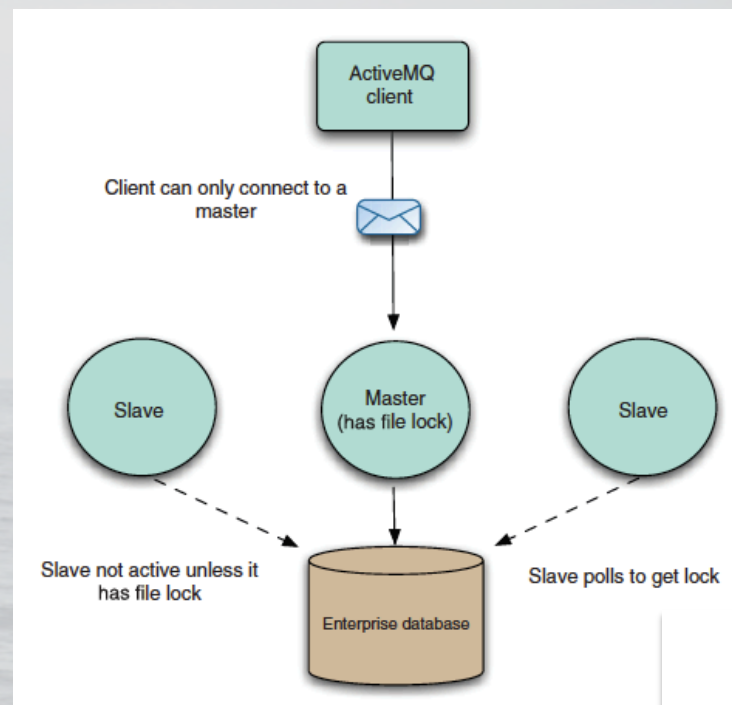 ActiveMQ
client
Client can only connect to a
master
Slave
Master
(has file lock)
Slave
Slave not active unless it
has file lock
Slave polls to get lock
Enterprise database